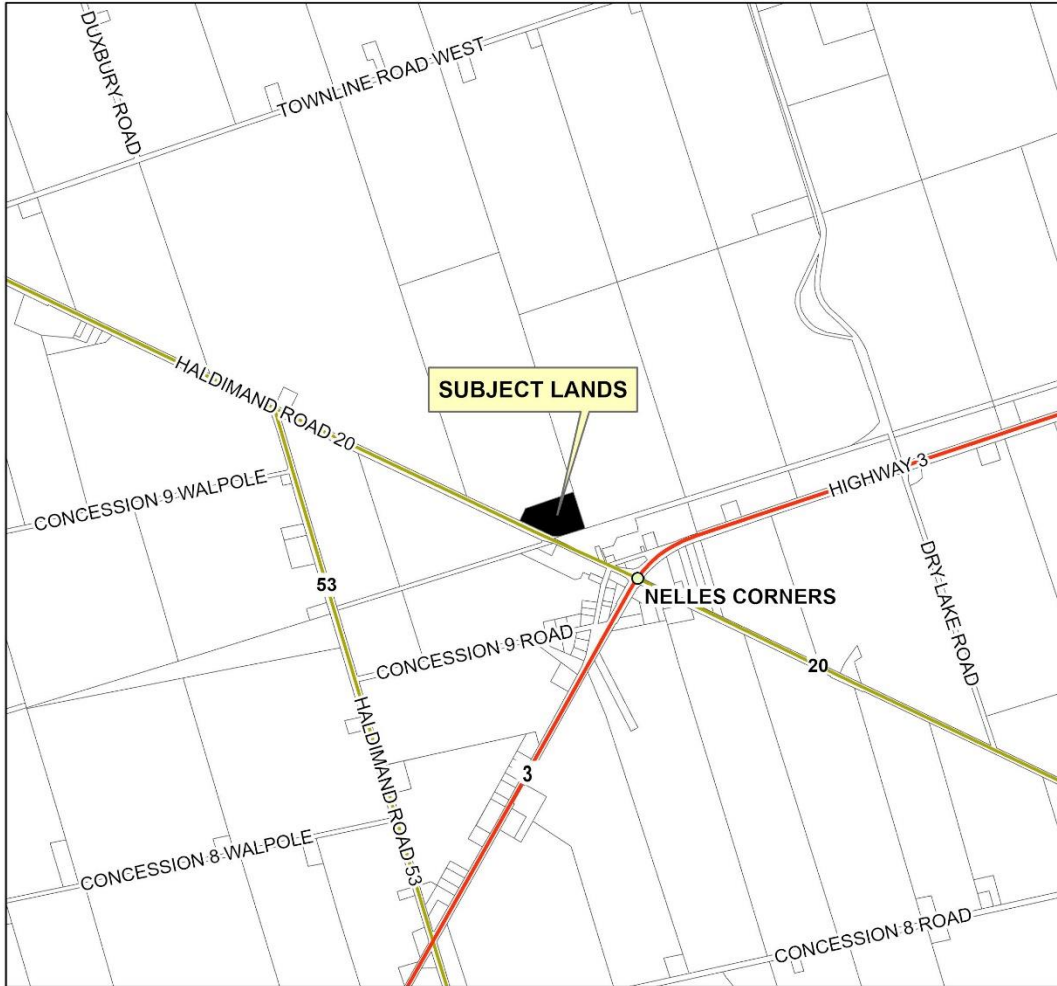 DUXBURY ROAD
TOWNLINE ROAD WEST
HALDIMAND ROAD 20
SUBJECT LANDS
HIGHWAY 3
CONCESSION 9 WALPOLE
53
NELLES CORNERS
DRY LAKE ROAD
CONCESSION 9 ROAD
20
HALDIMAND ROAD 53
3
CONCESSION 8 WALPOLE
CONCESSION 8 ROAD